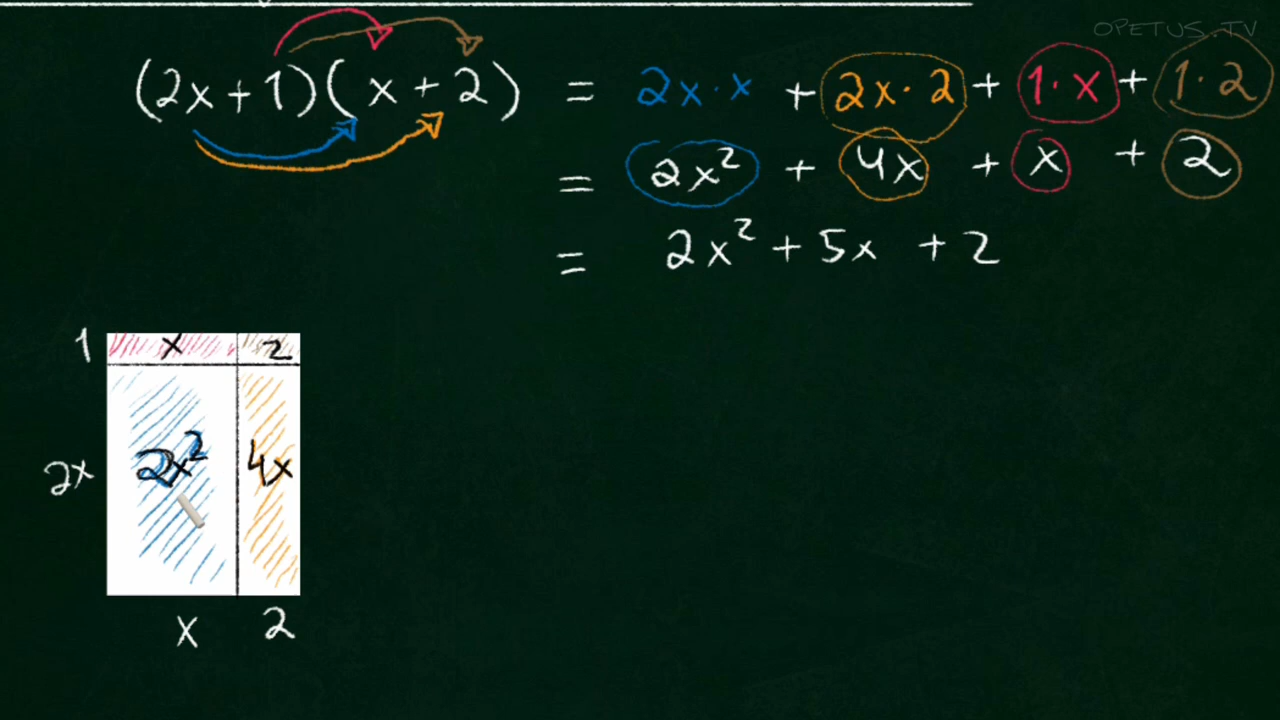 OPETUS.TV
(2x+1)(x+2) = 2x·x + 2x·2 + 1·x + 1·2
= 2x² + 4x + x + 2
= 2x² + 5x + 2
1 x 2
2x 2x² 4x
x 2